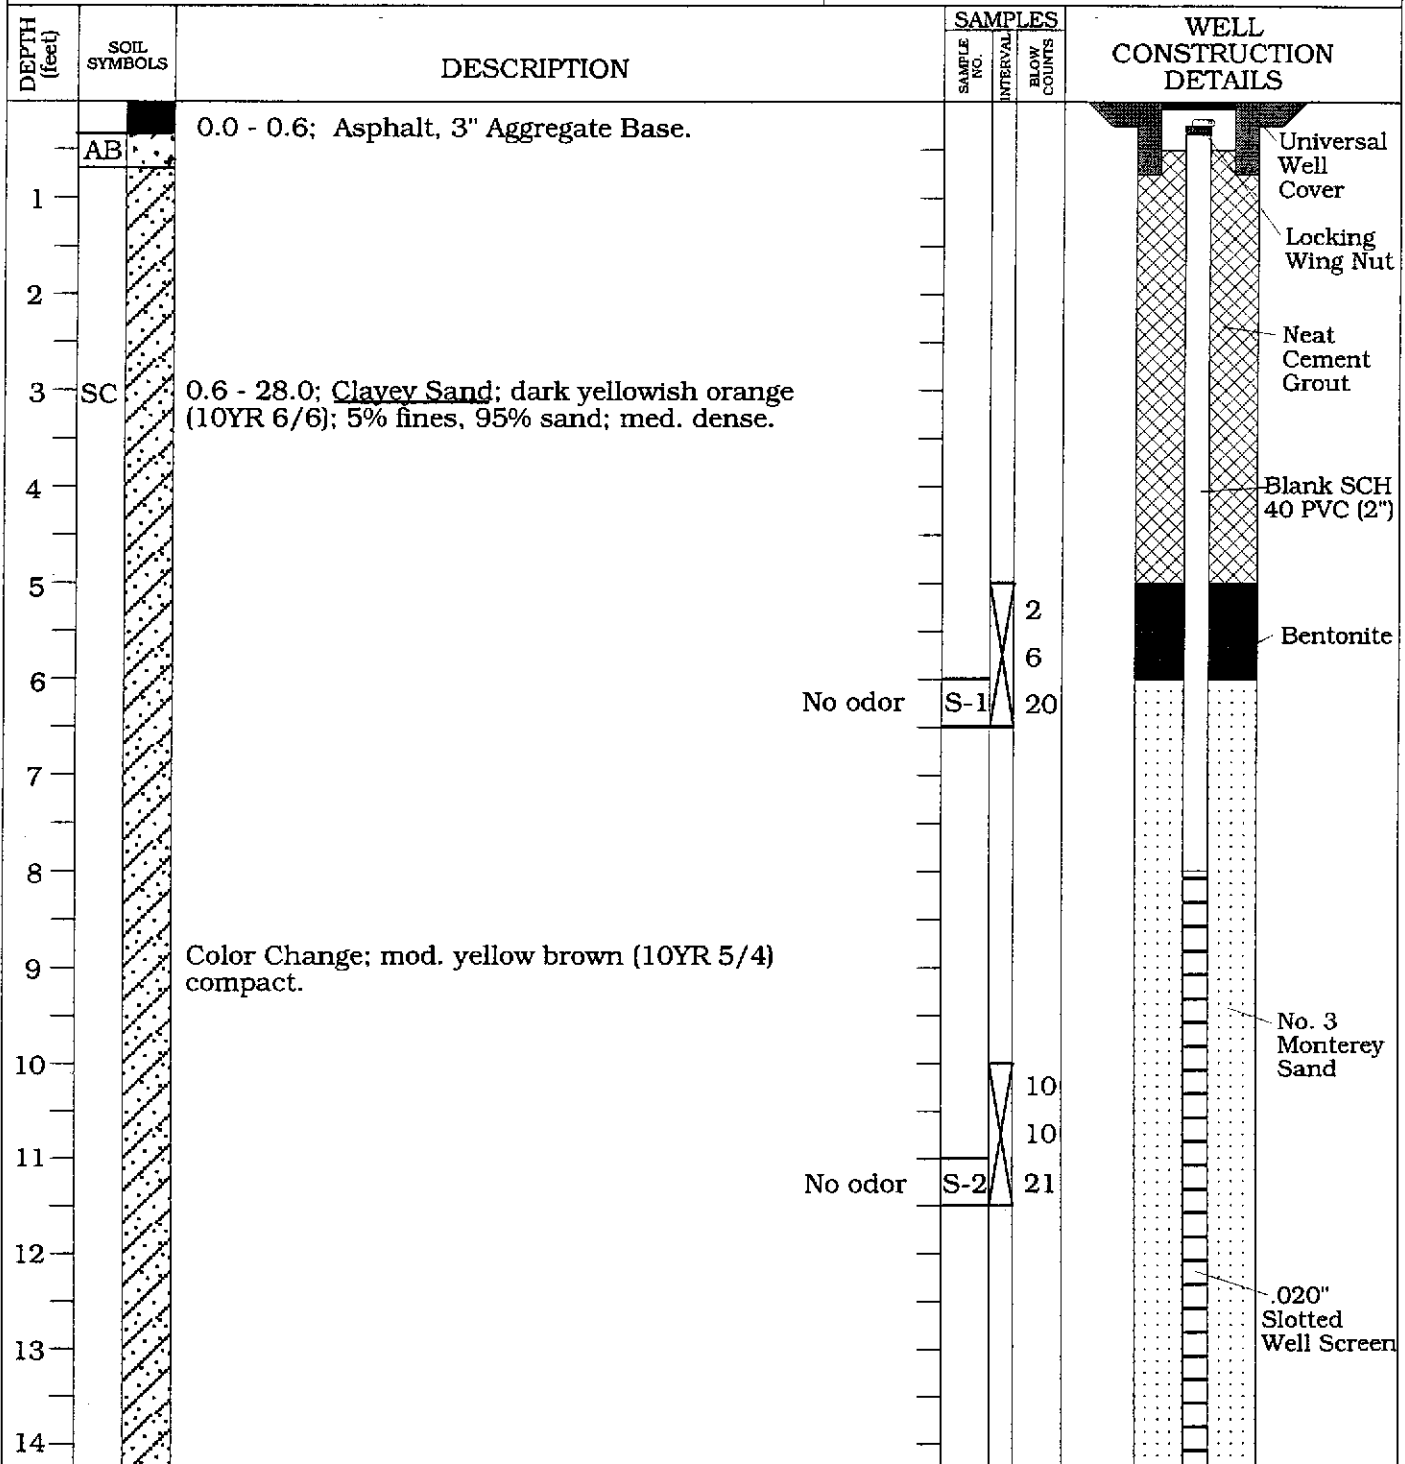 DEPTH (feet)
SOIL SYMBOLS
DESCRIPTION
SAMPLES
SAMPLE NO.
INTERVAL
BLOW COUNTS
WELL
CONSTRUCTION
DETAILS
0.0 - 0.6; Asphalt, 3" Aggregate Base.
AB
Universal
Well
Cover
1
Locking
Wing Nut
2
Neat
Cement
Grout
3
SC
0.6 - 28.0; Clayey Sand; dark yellowish orange
(10YR 6/6); 5% fines, 95% sand; med. dense.
4
Blank SCH
40 PVC (2")
5
2
Bentonite
6
6
No odor
S-1
20
7
8
9
Color Change; mod. yellow brown (10YR 5/4)
compact.
No. 3
Monterey
Sand
10
10
10
11
No odor
S-2
21
12
.020"
Slotted
Well Screen
13
14